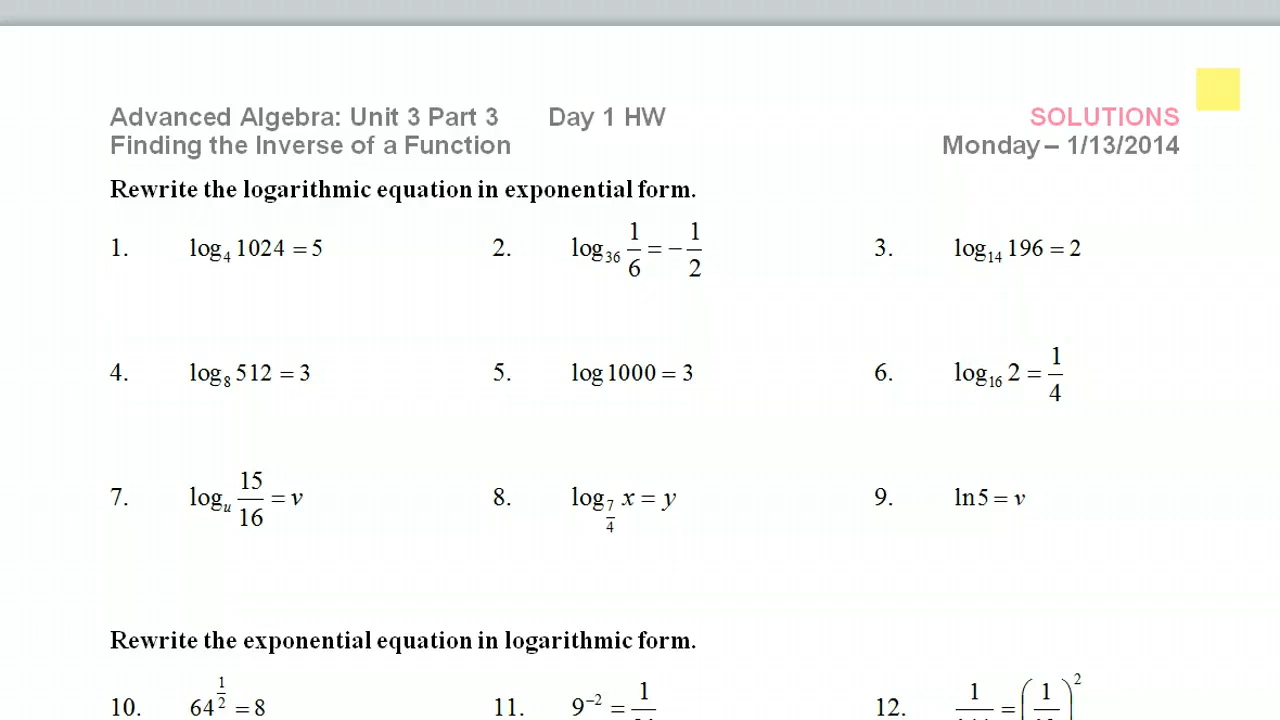 Advanced Algebra: Unit 3 Part 3 Day 1 HW SOLUTIONS
Finding the Inverse of a Function Monday – 1/13/2014
Rewrite the logarithmic equation in exponential form.
1. log₄ 1024 = 5 2. log₃₆ 1/6 = −1/2 3. log₁₄ 196 = 2
4. log₈ 512 = 3 5. log 1000 = 3 6. log₁₆ 2 = 1/4
7. logᵤ 15/16 = v 8. log_(7/4) x = y 9. ln 5 = v
Rewrite the exponential equation in logarithmic form.
10. 64^(1/2) = 8 11. 9⁻² = 1/ 12. 1/ = (1/ )²